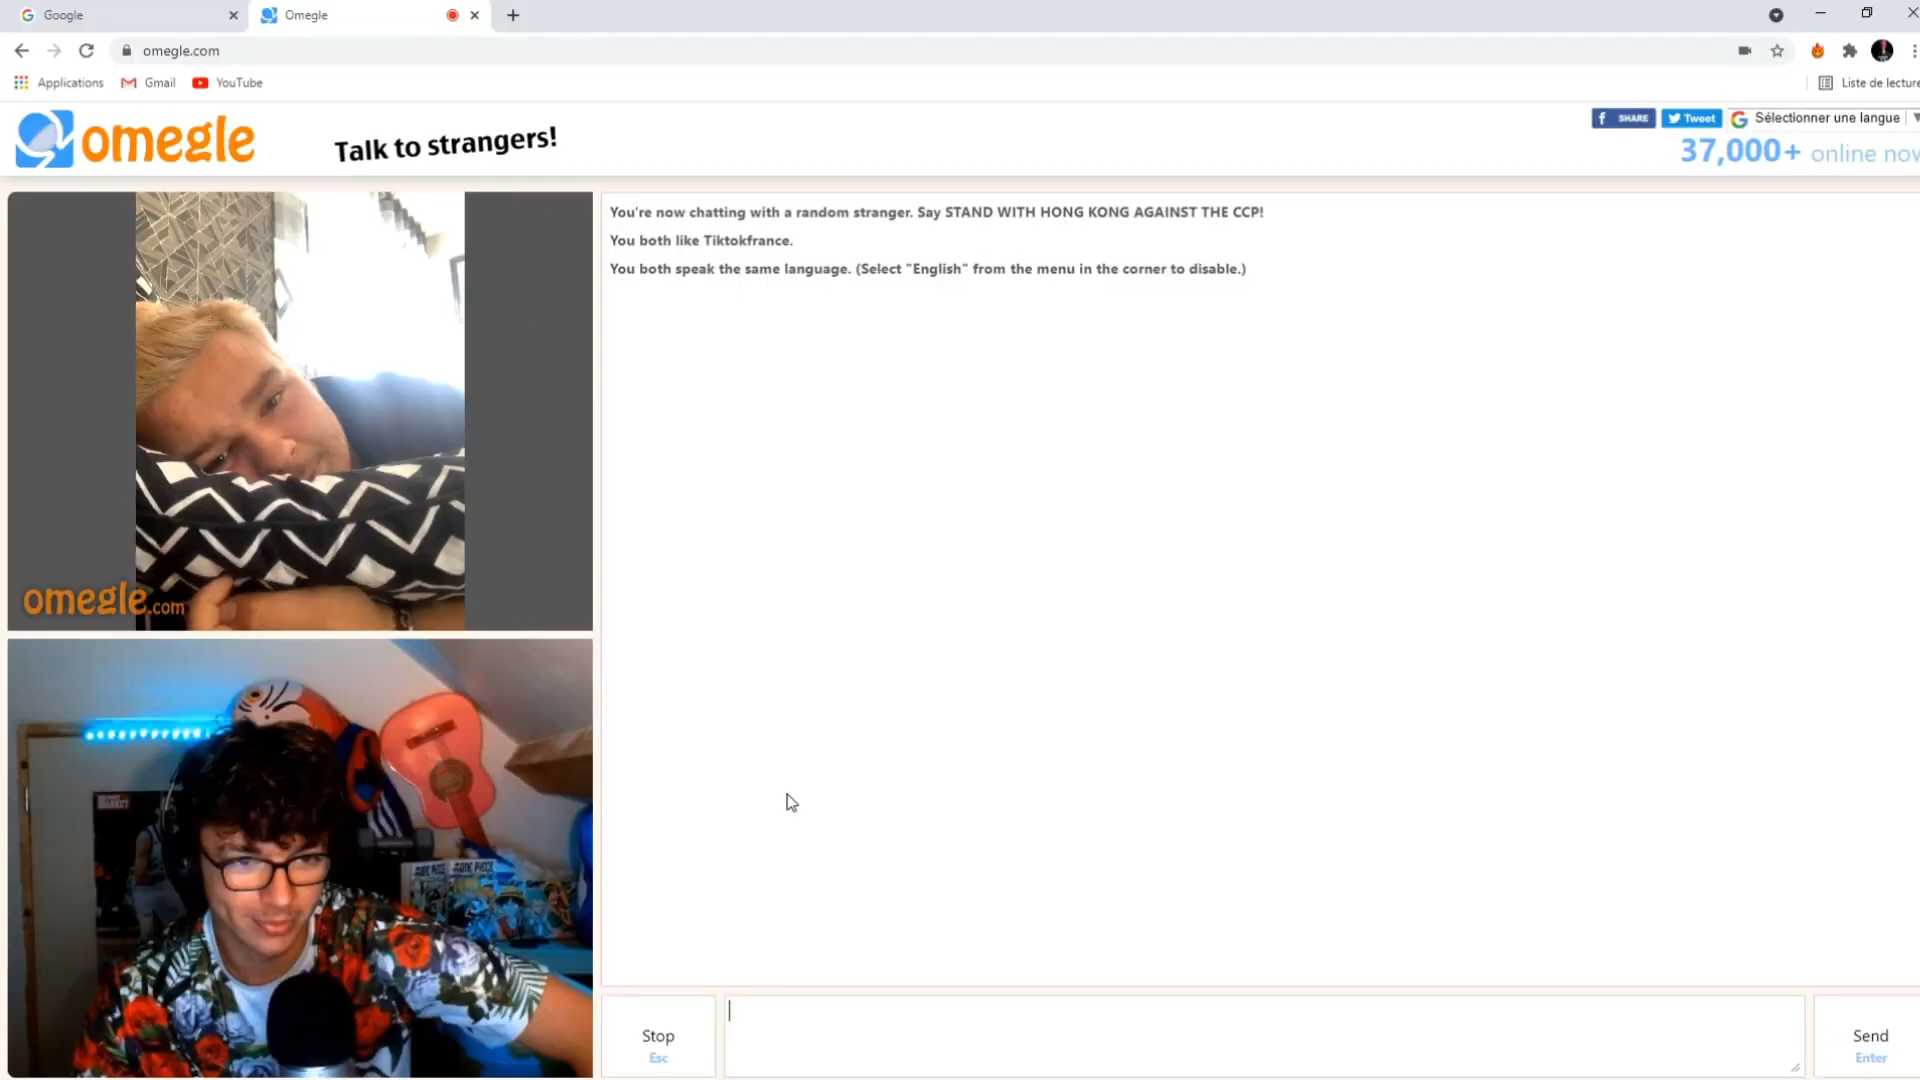 Google
Omegle
omegle.com
Applications
Gmail
YouTube
Liste de lecture
omegle
Talk to strangers!
SHARE
Tweet
Sélectionner une langue
37,000+ online now
You're now chatting with a random stranger. Say STAND WITH HONG KONG AGAINST THE CCP!
You both like Tiktokfrance.
You both speak the same language. (Select "English" from the menu in the corner to disable.)
omegle.com
Stop
Esc
Send
Enter